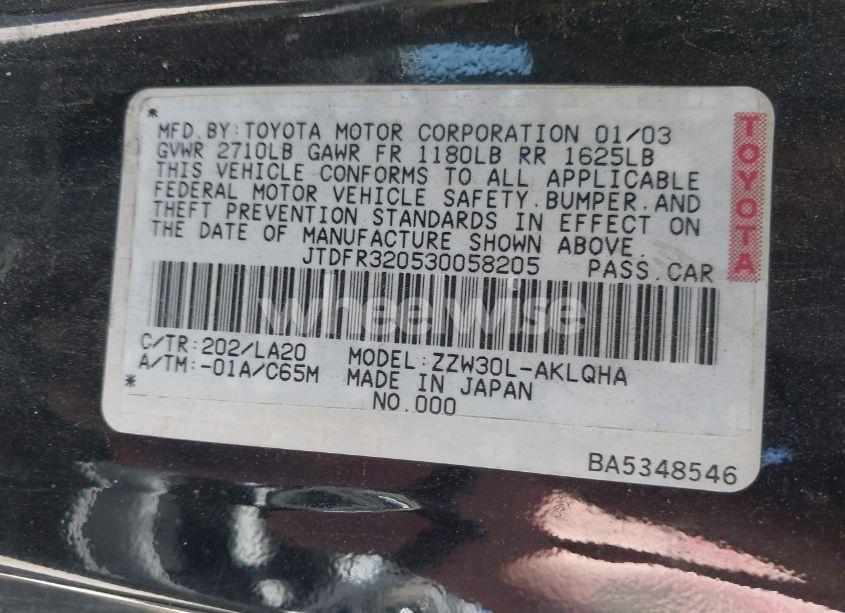 *
MFD.BY:TOYOTA MOTOR CORPORATION 01/03
GVWR 2710LB GAWR FR 1180LB RR 1625LB
THIS VEHICLE CONFORMS TO ALL APPLICABLE
FEDERAL MOTOR VEHICLE SAFETY.BUMPER.AND
THEFT PREVENTION STANDARDS IN EFFECT ON
THE DATE OF MANUFACTURE SHOWN ABOVE.
JTDFR320530058205 PASS.CAR
TOYOTA
wheelwise
C/TR:202/LA20 MODEL:ZZW30L-AKLQHA
A/TM:-01A/C65M MADE IN JAPAN
*
NO.000
BA5348546